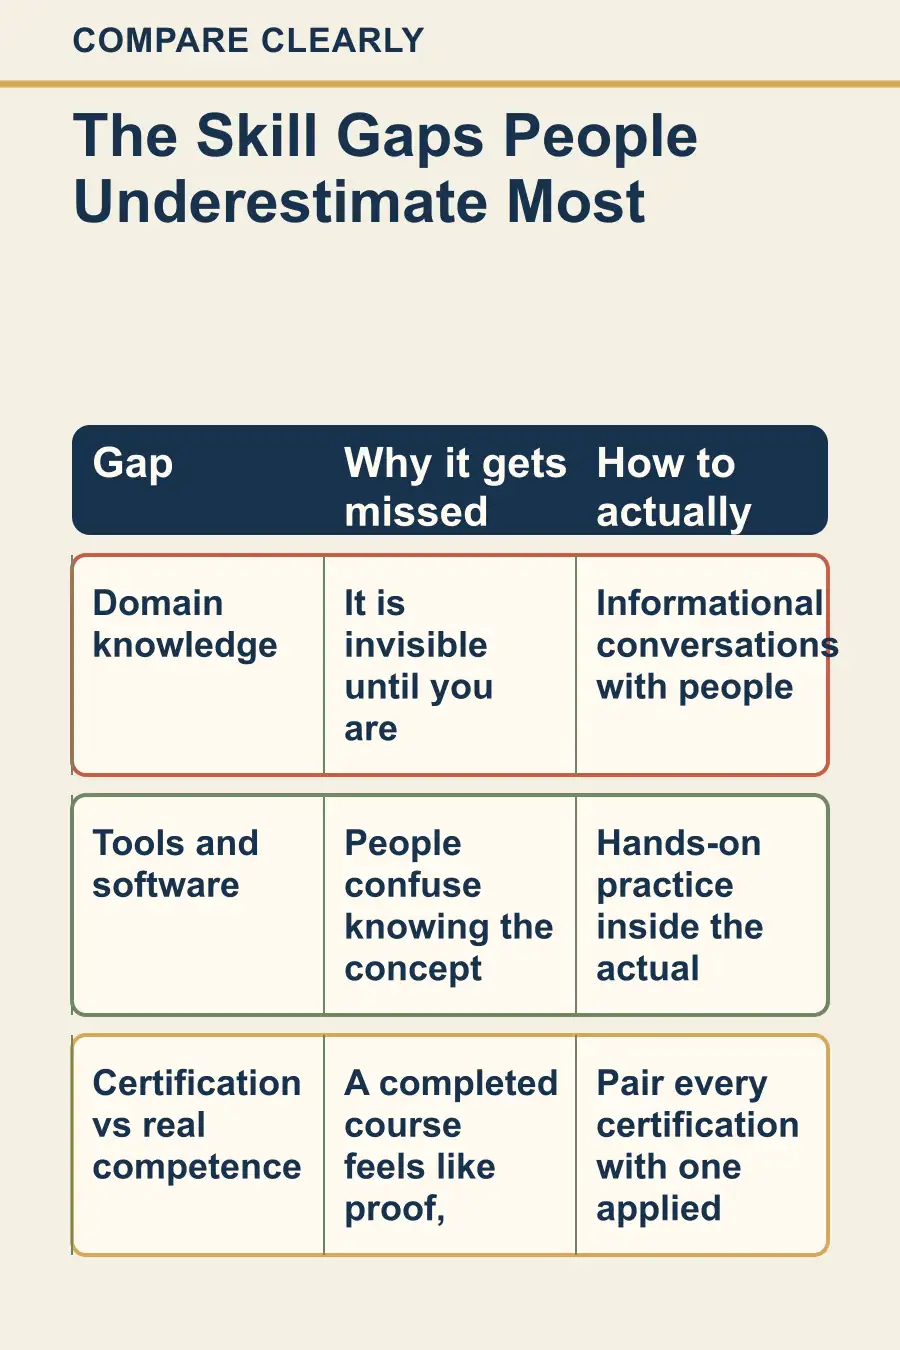 COMPARE CLEARLY
The Skill Gaps People
Underestimate Most
Gap
Why it gets
missed
How to
actually
Domain
knowledge
It is
invisible
until you
are
Informational
conversations
with people
Tools and
software
People
confuse
knowing the
concept
Hands-on
practice
inside the
actual
Certification
vs real
competence
A completed
course
feels like
proof,
Pair every
certification
with one
applied